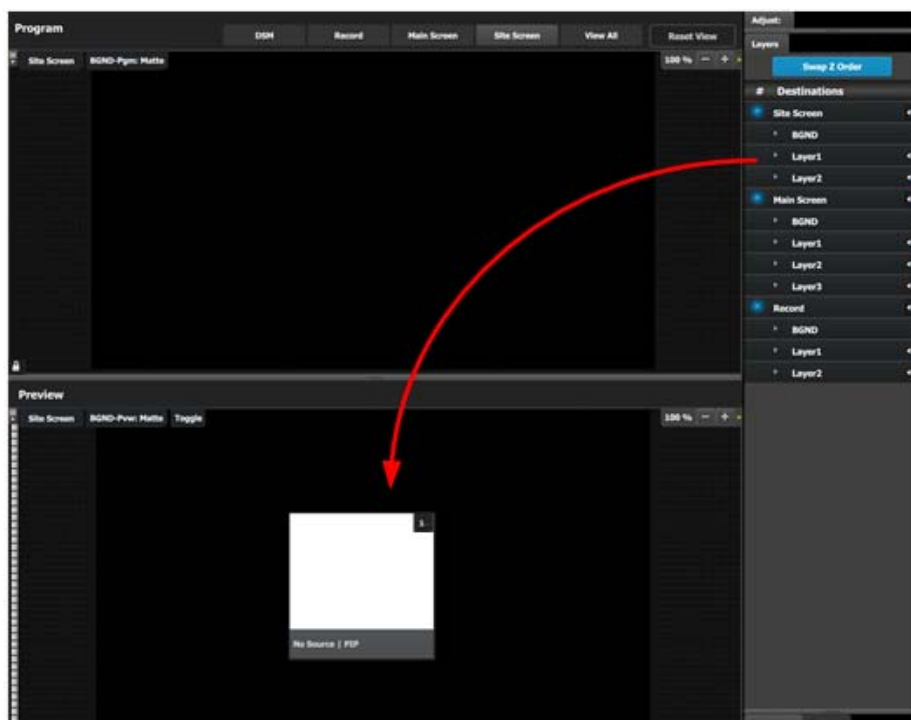 Program
DSM Record Main Screen Site Screen View All Reset View
Site Screen BGND-Pgm: Matte 100 % − +
Preview
Site Screen BGND-Pvw: Matte Toggle 100 % − +
1
No Source | PIP
Adjust:
Layers
Swap Z Order
# Destinations
Site Screen
BGND
Layer1
Layer2
Main Screen
BGND
Layer1
Layer2
Layer3
Record
BGND
Layer1
Layer2